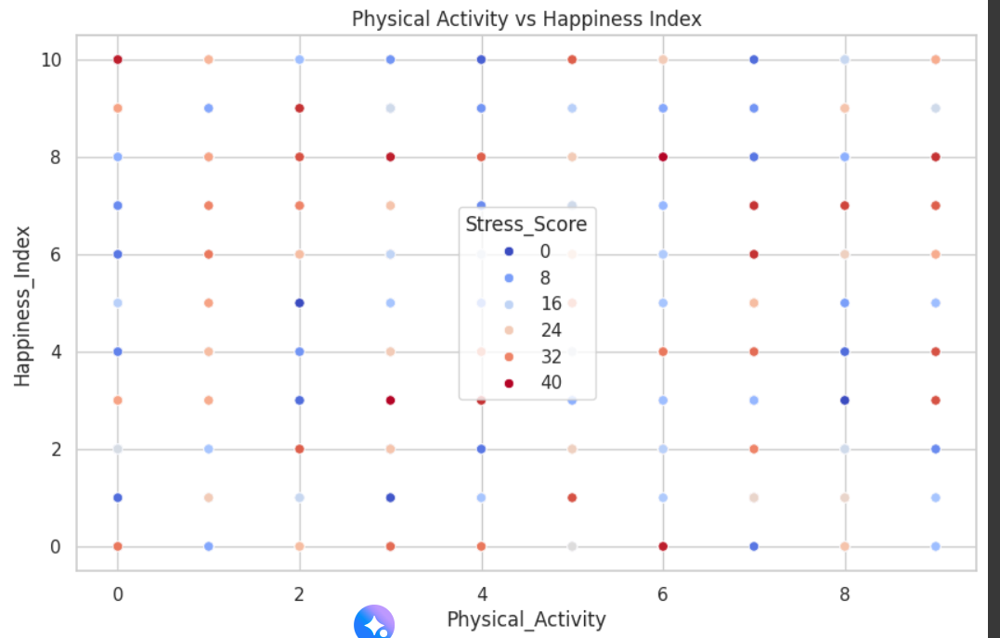 Physical Activity vs Happiness Index
10
8
6
4
2
0
Happiness_Index
Stress_Score
0
8
16
24
32
40
0 2 4 6 8
Physical_Activity